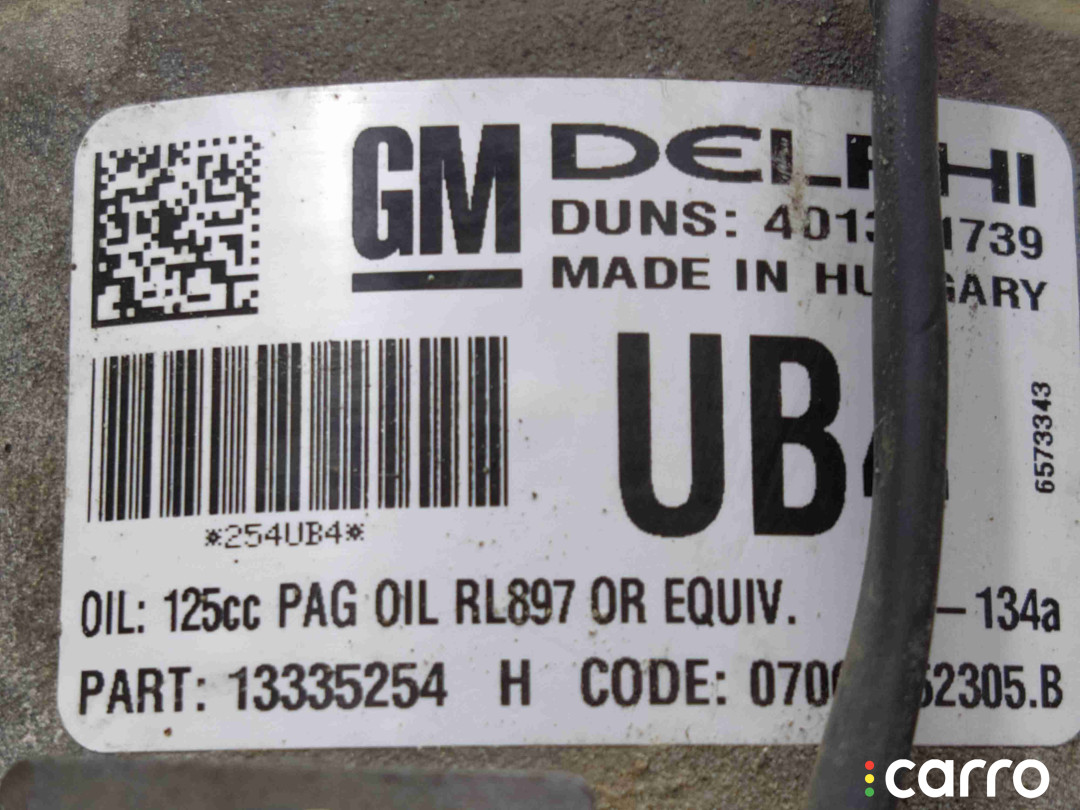 GM
DELPHI
DUNS:
MADE IN HUNGARY
*254UB4*
6573343
OIL: 125cc PAG OIL RL897 OR EQUIV. –134a
PART: 13335254 H CODE:
carro